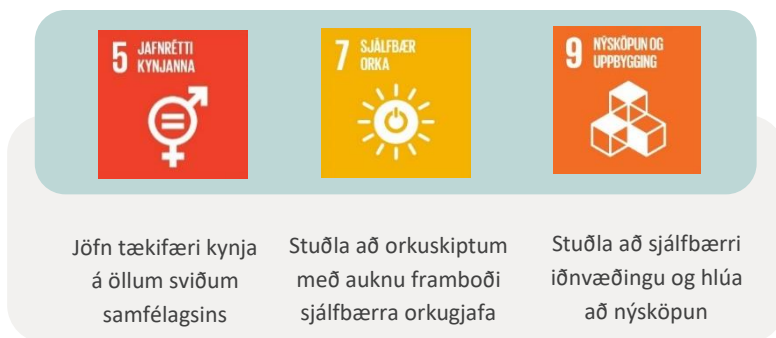 5 JAFNRÉTTI
KYNJANNA
7 SJÁLFBÆR
ORKA
9 NÝSKÖPUN OG
UPPBYGGING
Jöfn tækifæri kynja
á öllum sviðum
samfélagsins
Stuðla að orkuskiptum
með auknu framboði
sjálfbærra orkugjafa
Stuðla að sjálfbærri
iðnvæðingu og hlúa
að nýsköpun